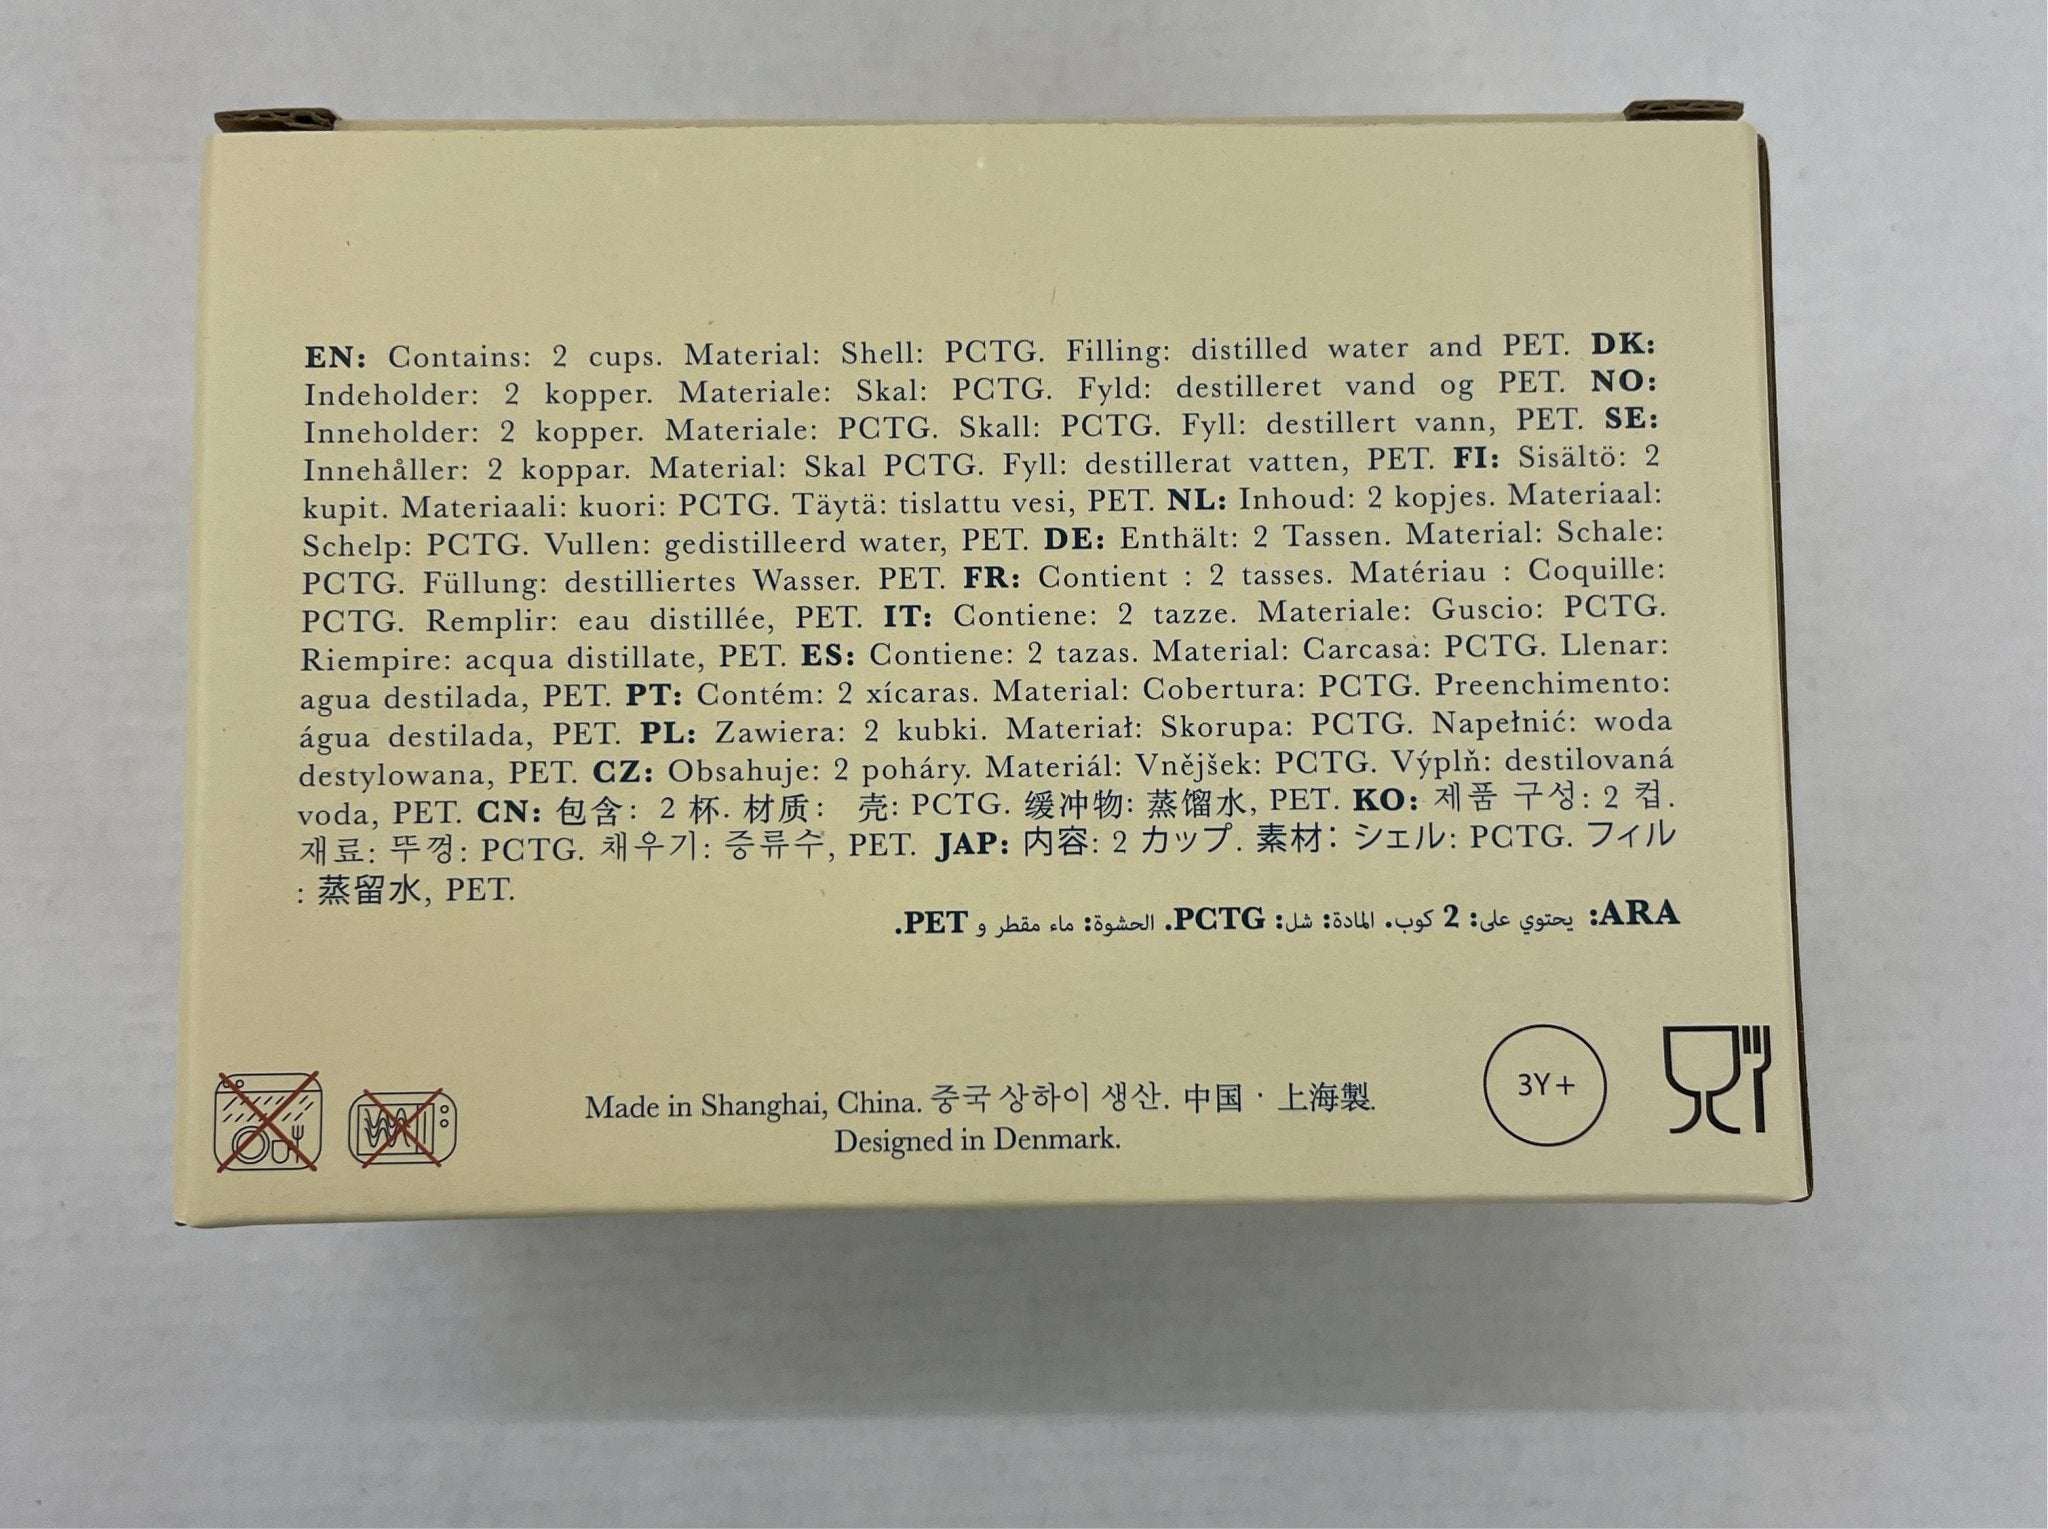 EN: Contains: 2 cups. Material: Shell: PCTG. Filling: distilled water and PET. DK:
Indeholder: 2 kopper. Materiale: Skal: PCTG. Fyld: destilleret vand og PET. NO:
Inneholder: 2 kopper. Materiale: PCTG. Skall: PCTG. Fyll: destillert vann, PET. SE:
Innehåller: 2 koppar. Material: Skal PCTG. Fyll: destillerat vatten, PET. FI: Sisältö: 2
kupit. Materiaali: kuori: PCTG. Täytä: tislattu vesi, PET. NL: Inhoud: 2 kopjes. Materiaal:
Schelp: PCTG. Vullen: gedistilleerd water, PET. DE: Enthält: 2 Tassen. Material: Schale:
PCTG. Füllung: destilliertes Wasser. PET. FR: Contient : 2 tasses. Matériau : Coquille:
PCTG. Remplir: eau distillée, PET. IT: Contiene: 2 tazze. Materiale: Guscio: PCTG.
Riempire: acqua distillate, PET. ES: Contiene: 2 tazas. Material: Carcasa: PCTG. Llenar:
agua destilada, PET. PT: Contém: 2 xícaras. Material: Cobertura: PCTG. Preenchimento:
água destilada, PET. PL: Zawiera: 2 kubki. Materiał: Skorupa: PCTG. Napełnić: woda
destylowana, PET. CZ: Obsahuje: 2 poháry. Materiál: Vnějšek: PCTG. Výplň: destilovaná
voda, PET. CN: 包含: 2 杯. 材质: 壳: PCTG. 缓冲物: 蒸馏水, PET. KO: 제품 구성: 2 컵.
재료: 뚜껑: PCTG. 채우기: 증류수, PET. JAP: 内容: 2 カップ. 素材: シェル: PCTG. フィル
: 蒸留水, PET.
ARA: يحتوي على: 2 كوب. المادة: شل: PCTG. الحشوة: ماء مقطر و PET.
Made in Shanghai, China. 중국 상하이 생산. 中国・上海製.
Designed in Denmark.
3Y+